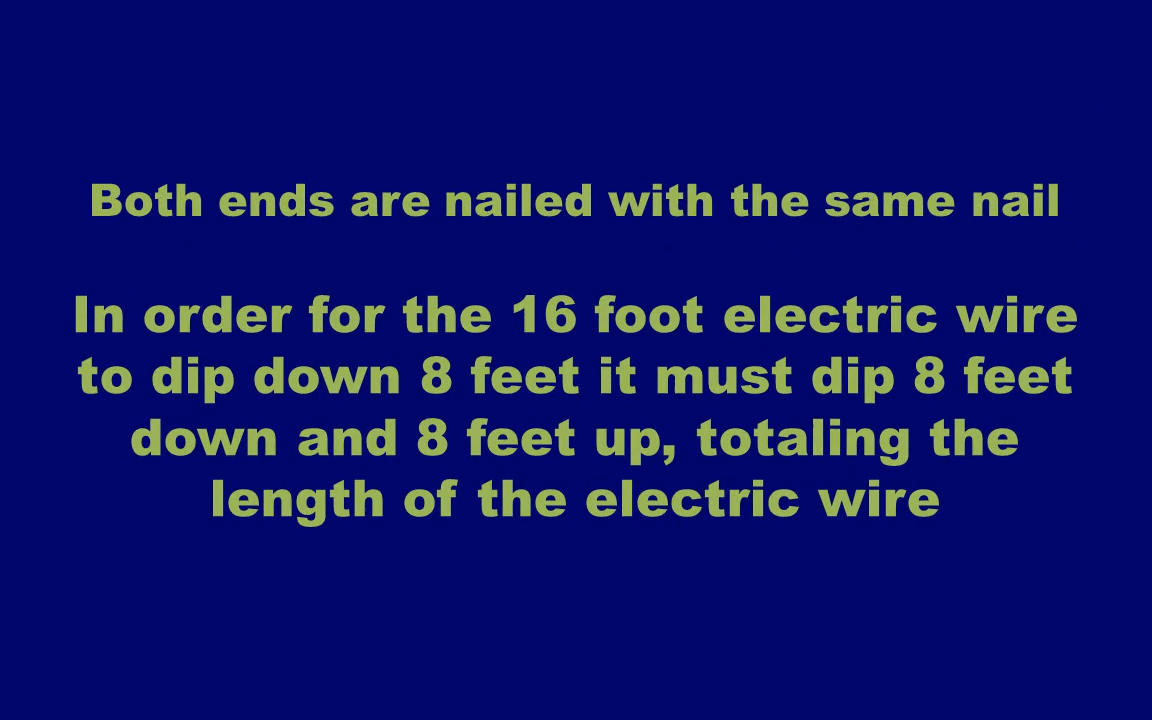 Both ends are nailed with the same nail
In order for the 16 foot electric wire
to dip down 8 feet it must dip 8 feet
down and 8 feet up, totaling the
length of the electric wire